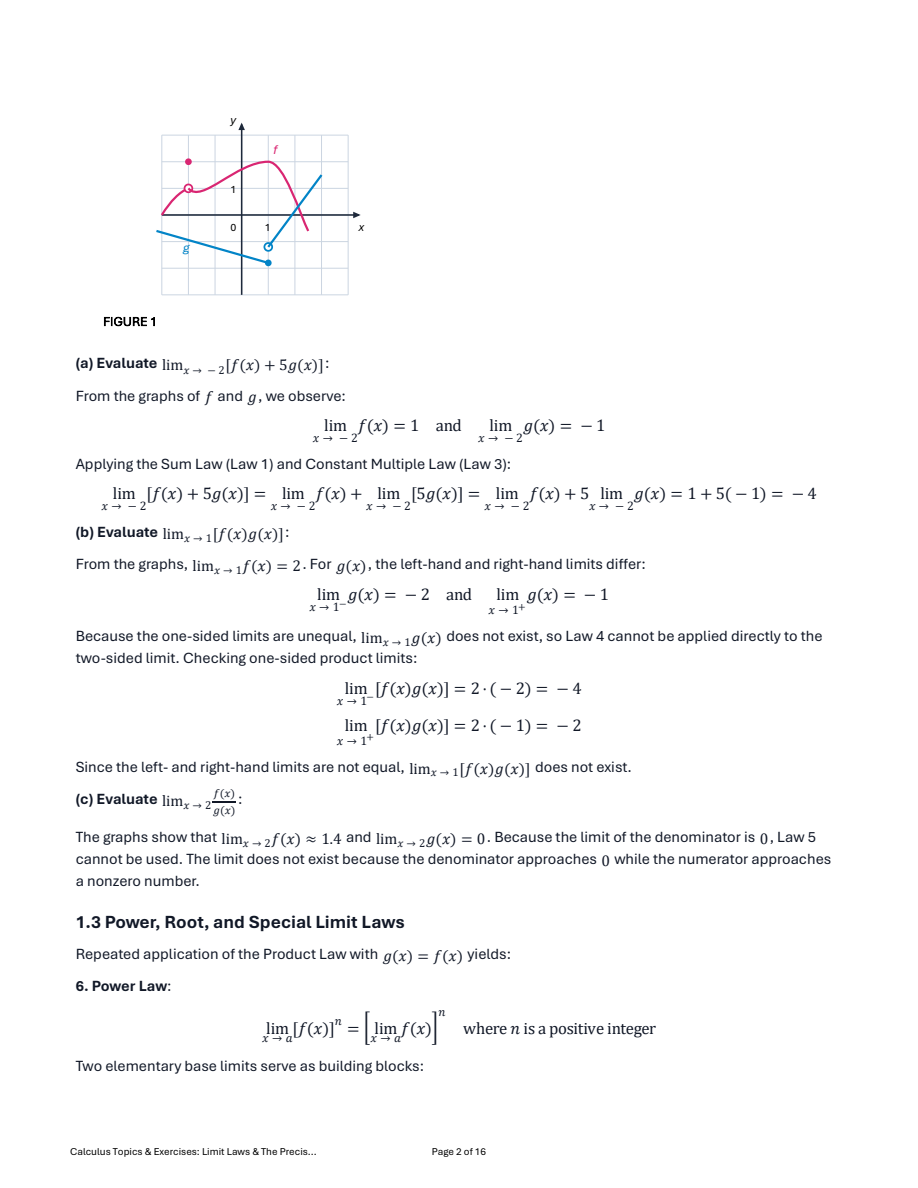 y
f
1
0
1
x
g
FIGURE 1
(a) Evaluate lim_{x → −2}[f(x) + 5g(x)]:
From the graphs of f and g, we observe:
lim_{x → −2} f(x) = 1 and lim_{x → −2} g(x) = −1
Applying the Sum Law (Law 1) and Constant Multiple Law (Law 3):
lim_{x → −2} [f(x) + 5g(x)] = lim_{x → −2} f(x) + lim_{x → −2} [5g(x)] = lim_{x → −2} f(x) + 5 lim_{x → −2} g(x) = 1 + 5(−1) = −4
(b) Evaluate lim_{x → 1}[f(x)g(x)]:
From the graphs, lim_{x → 1} f(x) = 2. For g(x), the left-hand and right-hand limits differ:
lim_{x → 1⁻} g(x) = −2 and lim_{x → 1⁺} g(x) = −1
Because the one-sided limits are unequal, lim_{x → 1} g(x) does not exist, so Law 4 cannot be applied directly to the
two-sided limit. Checking one-sided product limits:
lim_{x → 1⁻} [f(x)g(x)] = 2 · (−2) = −4
lim_{x → 1⁺} [f(x)g(x)] = 2 · (−1) = −2
Since the left- and right-hand limits are not equal, lim_{x → 1}[f(x)g(x)] does not exist.
(c) Evaluate lim_{x → 2} f(x)/g(x):
The graphs show that lim_{x → 2} f(x) ≈ 1.4 and lim_{x → 2} g(x) = 0. Because the limit of the denominator is 0, Law 5
cannot be used. The limit does not exist because the denominator approaches 0 while the numerator approaches
a nonzero number.
1.3 Power, Root, and Special Limit Laws
Repeated application of the Product Law with g(x) = f(x) yields:
6. Power Law:
lim_{x → a} [f(x)]ⁿ = [lim_{x → a} f(x)]ⁿ where n is a positive integer
Two elementary base limits serve as building blocks:
Calculus Topics & Exercises: Limit Laws & The Precis... Page 2 of 16